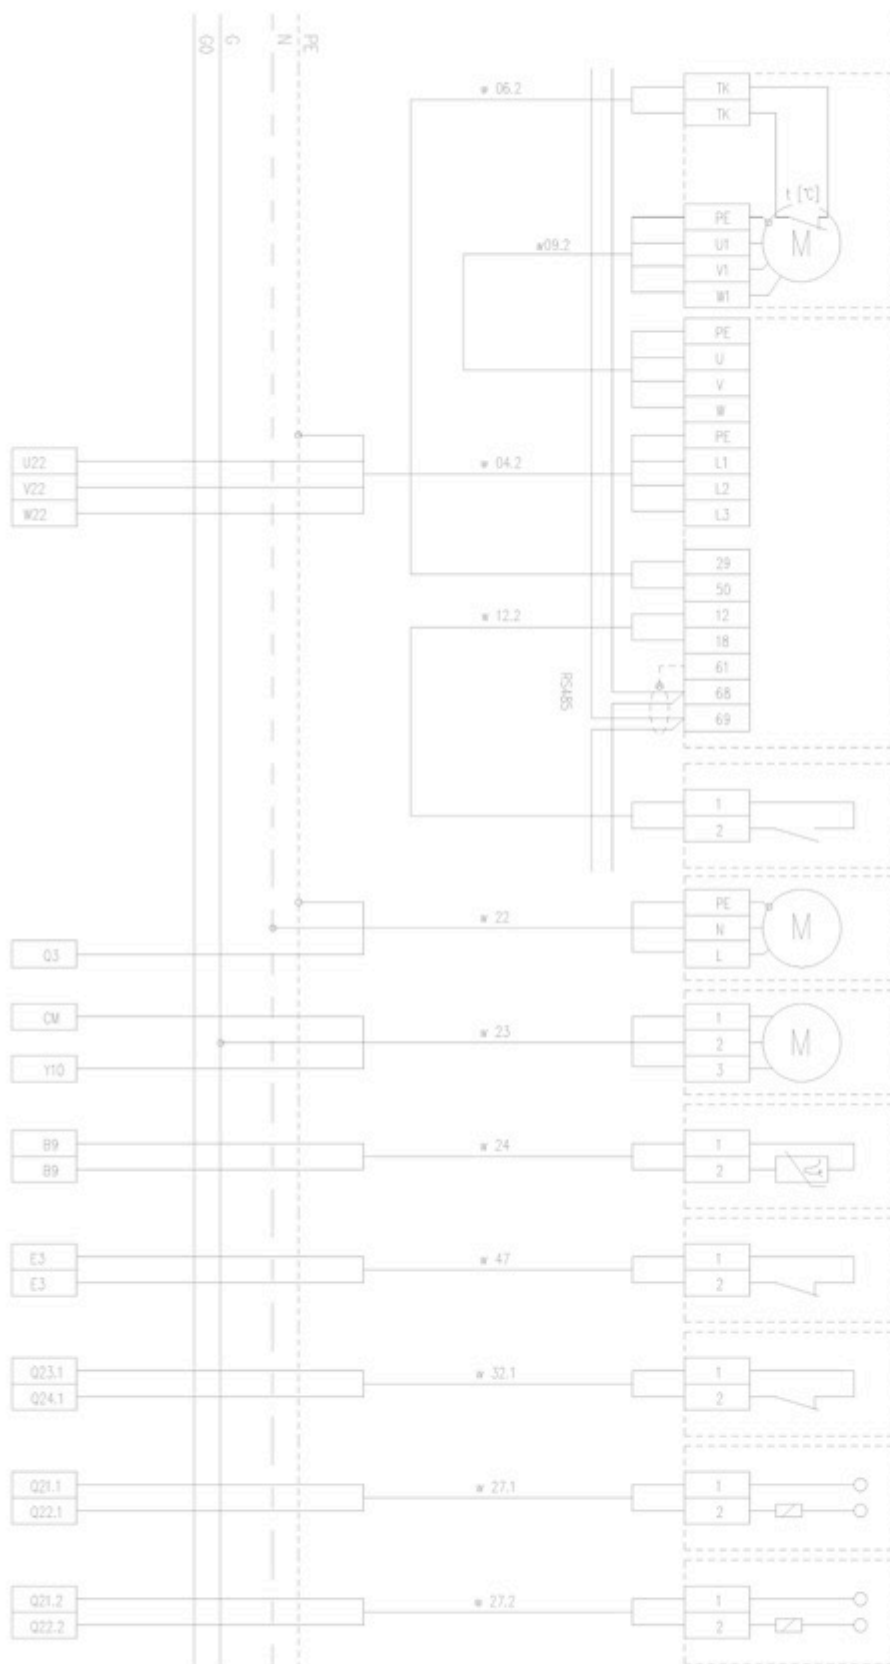 G0 G N PE
w 06.2
TK
TK
t [℃]
PE
U1
V1
W1
M
w09.2
PE
U
V
W
PE
L1
L2
L3
U22
V22
W22
w 04.2
29
50
12
18
61
68
69
w 12.2
RS485
1
2
PE
N
L
M
w 22
Q3
CM
Y10
w 23
1
2
3
M
B9
B9
w 24
1
2
E3
E3
w 47
1
2
Q23.1
Q24.1
w 32.1
1
2
Q21.1
Q22.1
w 27.1
1
2
Q21.2
Q22.2
w 27.2
1
2